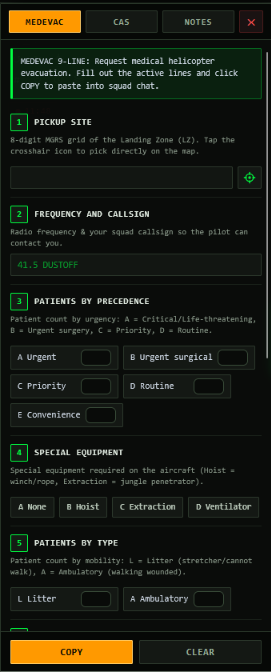 MEDEVAC CAS NOTES ✕
MEDEVAC 9-LINE: Request medical helicopter
evacuation. Fill out the active lines and click
COPY to paste into squad chat.
1 PICKUP SITE
8-digit MGRS grid of the Landing Zone (LZ). Tap the
crosshair icon to pick directly on the map.
2 FREQUENCY AND CALLSIGN
Radio frequency & your squad callsign so the pilot can
contact you.
41.5 DUSTOFF
3 PATIENTS BY PRECEDENCE
Patient count by urgency: A = Critical/Life-threatening,
B = Urgent surgery, C = Priority, D = Routine.
A Urgent B Urgent surgical
C Priority D Routine
E Convenience
4 SPECIAL EQUIPMENT
Special equipment required on the aircraft (Hoist =
winch/rope, Extraction = jungle penetrator).
A None B Hoist C Extraction D Ventilator
5 PATIENTS BY TYPE
Patient count by mobility: L = Litter (stretcher/cannot
walk), A = Ambulatory (walking wounded).
L Litter A Ambulatory
COPY CLEAR